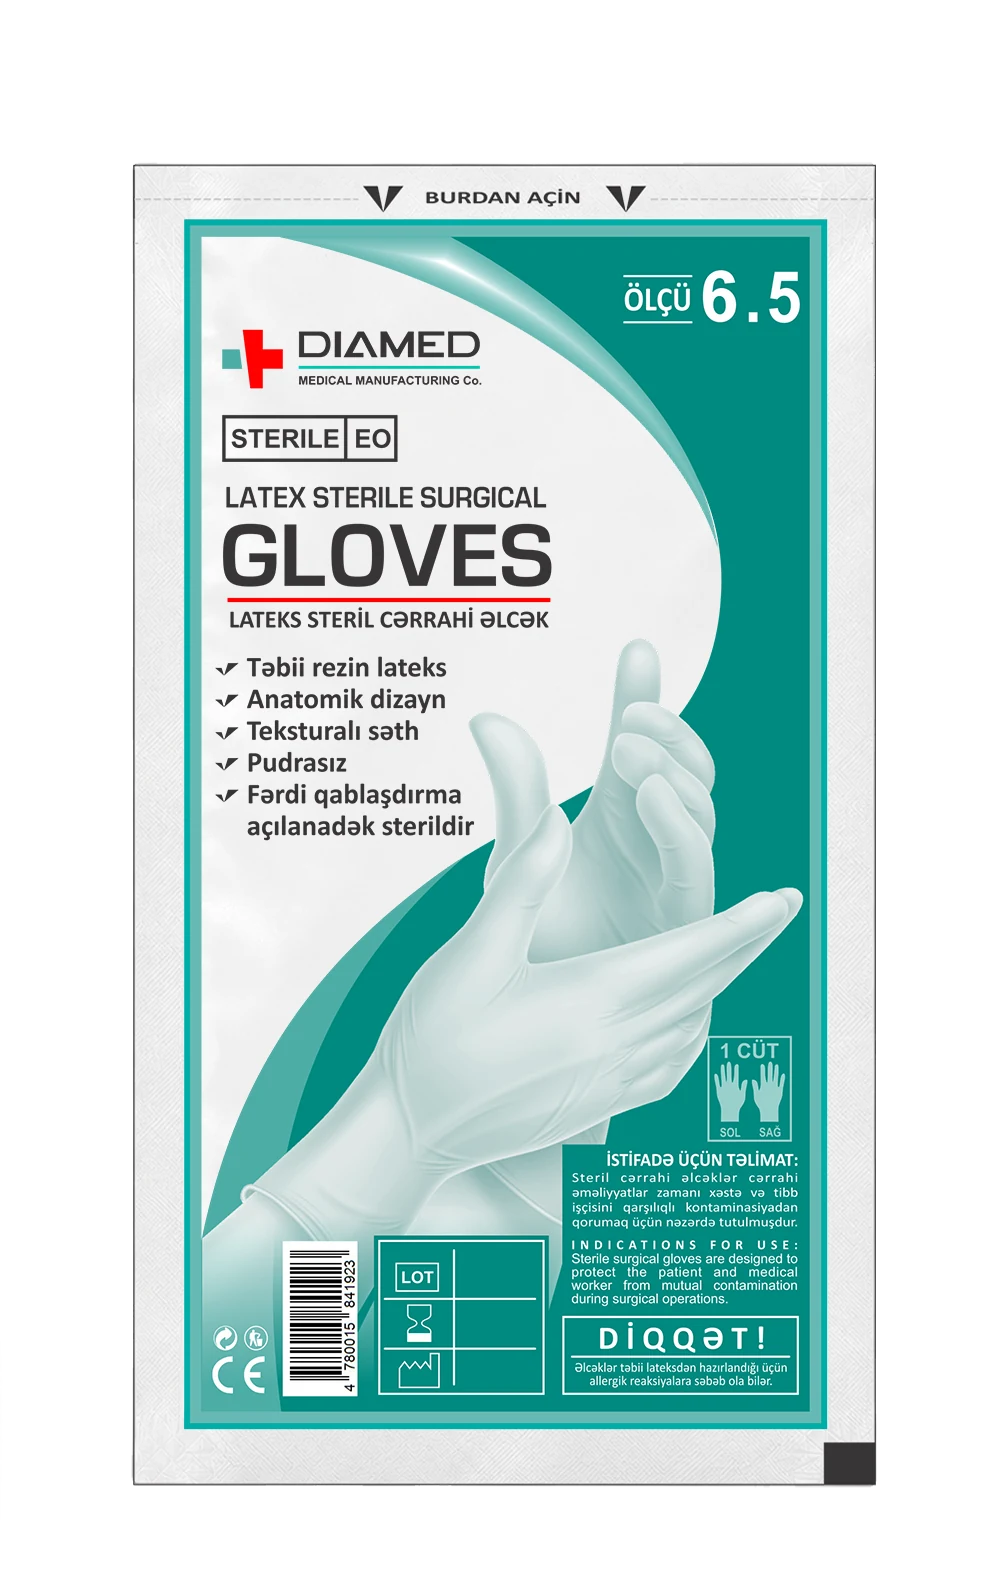 BURDAN AÇİN
ÖLÇÜ 6.5
DIAMED
MEDICAL MANUFACTURING Co.
STERILE EO
LATEX STERILE SURGICAL
GLOVES
LATEKS STERİL CƏRRAHİ ƏLCƏK
Təbii rezin lateks
Anatomik dizayn
Teksturalı səth
Pudrasız
Fərdi qablaşdırma
açılanadək sterildir
1 CÜT
SOL SAĞ
İSTİFADƏ ÜÇÜN TƏLİMAT:
Steril cərrahi əlcəklər cərrahi
əməliyyatlar zamanı xəstə və tibb
işçisini qarşılıqlı kontaminasiyadan
qorumaq üçün nəzərdə tutulmuşdur.
INDICATIONS FOR USE:
Sterile surgical gloves are designed to
protect the patient and medical
worker from mutual contamination
during surgical operations.
DİQQƏT!
Əlcəklər təbii lateksdən hazırlandığı üçün
allergik reaksiyalara səbəb ola bilər.
LOT
4 780015 841923
CE